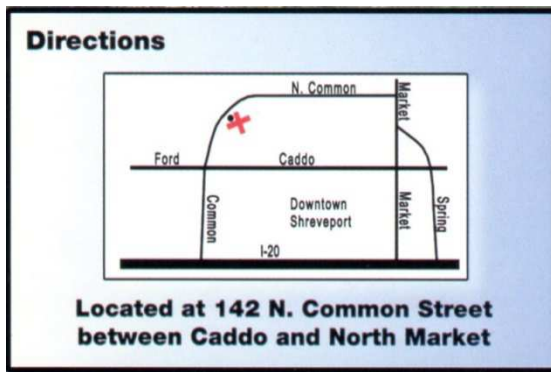 Directions
N. Common
Market
Ford
Caddo
Common
Downtown
Shreveport
Market
Spring
I-20
Located at 142 N. Common Street
between Caddo and North Market